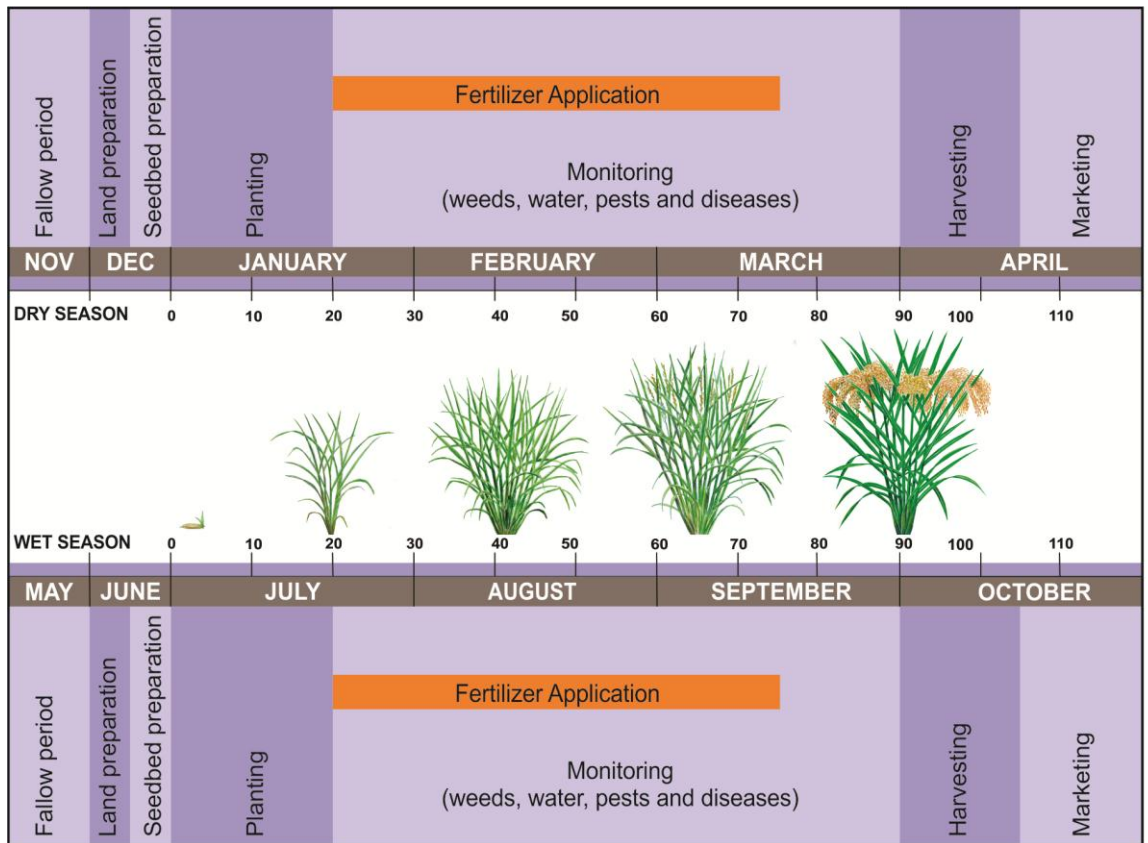 Fallow period
Land preparation
Seedbed preparation
Planting
Fertilizer Application
Monitoring
(weeds, water, pests and diseases)
Harvesting
Marketing
NOV DEC JANUARY FEBRUARY MARCH APRIL
DRY SEASON 0 10 20 30 40 50 60 70 80 90 100 110
WET SEASON 0 10 20 30 40 50 60 70 80 90 100 110
MAY JUNE JULY AUGUST SEPTEMBER OCTOBER
Fallow period
Land preparation
Seedbed preparation
Planting
Fertilizer Application
Monitoring
(weeds, water, pests and diseases)
Harvesting
Marketing